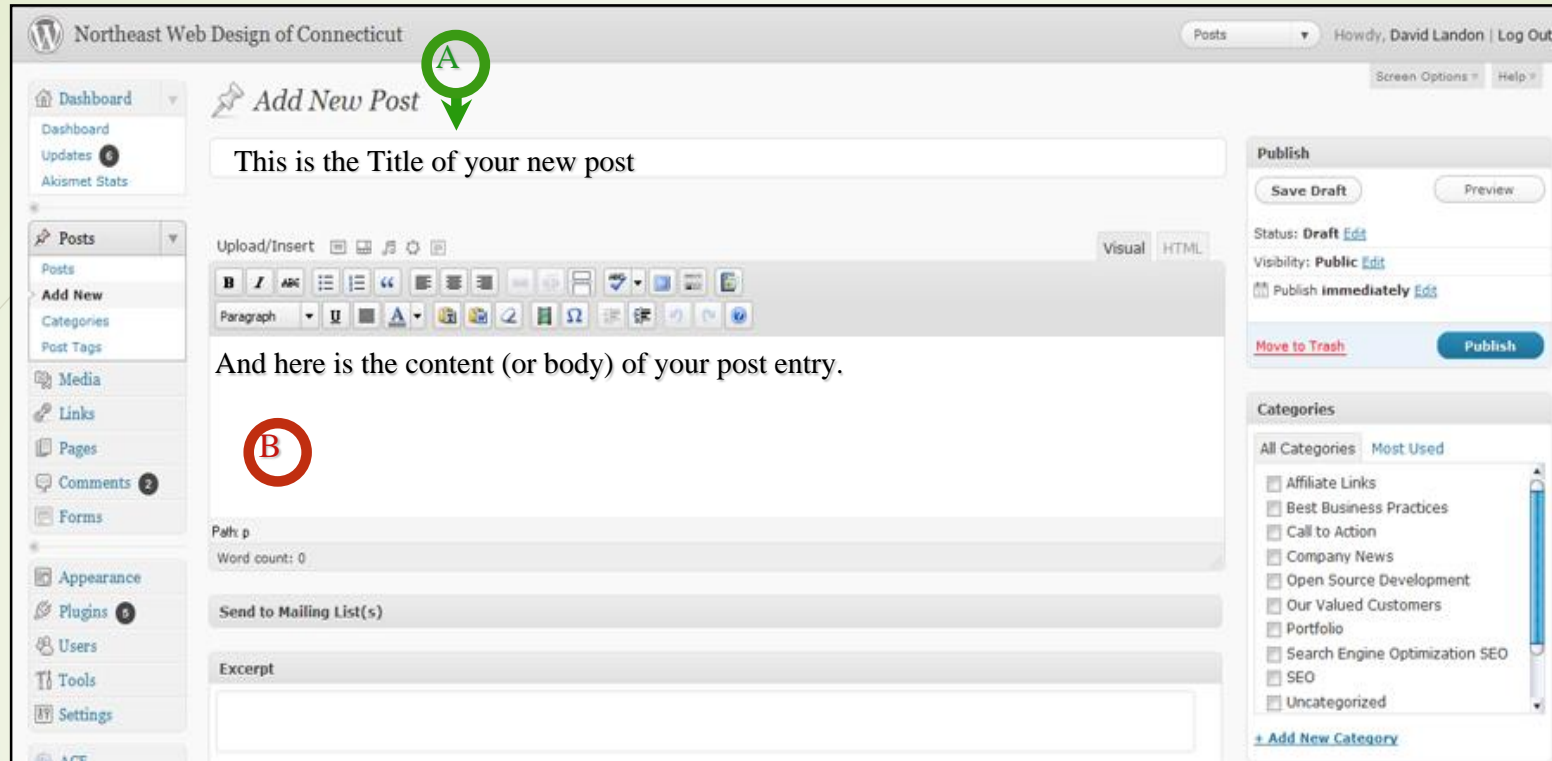 Northeast Web Design of Connecticut
Posts
Howdy, David Landon | Log Out
Screen Options
Help
A
Add New Post
Dashboard
Dashboard
Updates 6
Akismet Stats
Posts
Posts
Add New
Categories
Post Tags
Media
Links
Pages
Comments 2
Forms
Appearance
Plugins 5
Users
Tools
Settings
This is the Title of your new post
Upload/Insert
Visual HTML
B I ABC
Paragraph U A Ω
And here is the content (or body) of your post entry.
B
Path: p
Word count: 0
Send to Mailing List(s)
Excerpt
Publish
Save Draft Preview
Status: Draft Edit
Visibility: Public Edit
Publish immediately Edit
Move to Trash Publish
Categories
All Categories Most Used
Affiliate Links
Best Business Practices
Call to Action
Company News
Open Source Development
Our Valued Customers
Portfolio
Search Engine Optimization SEO
SEO
Uncategorized
+ Add New Category